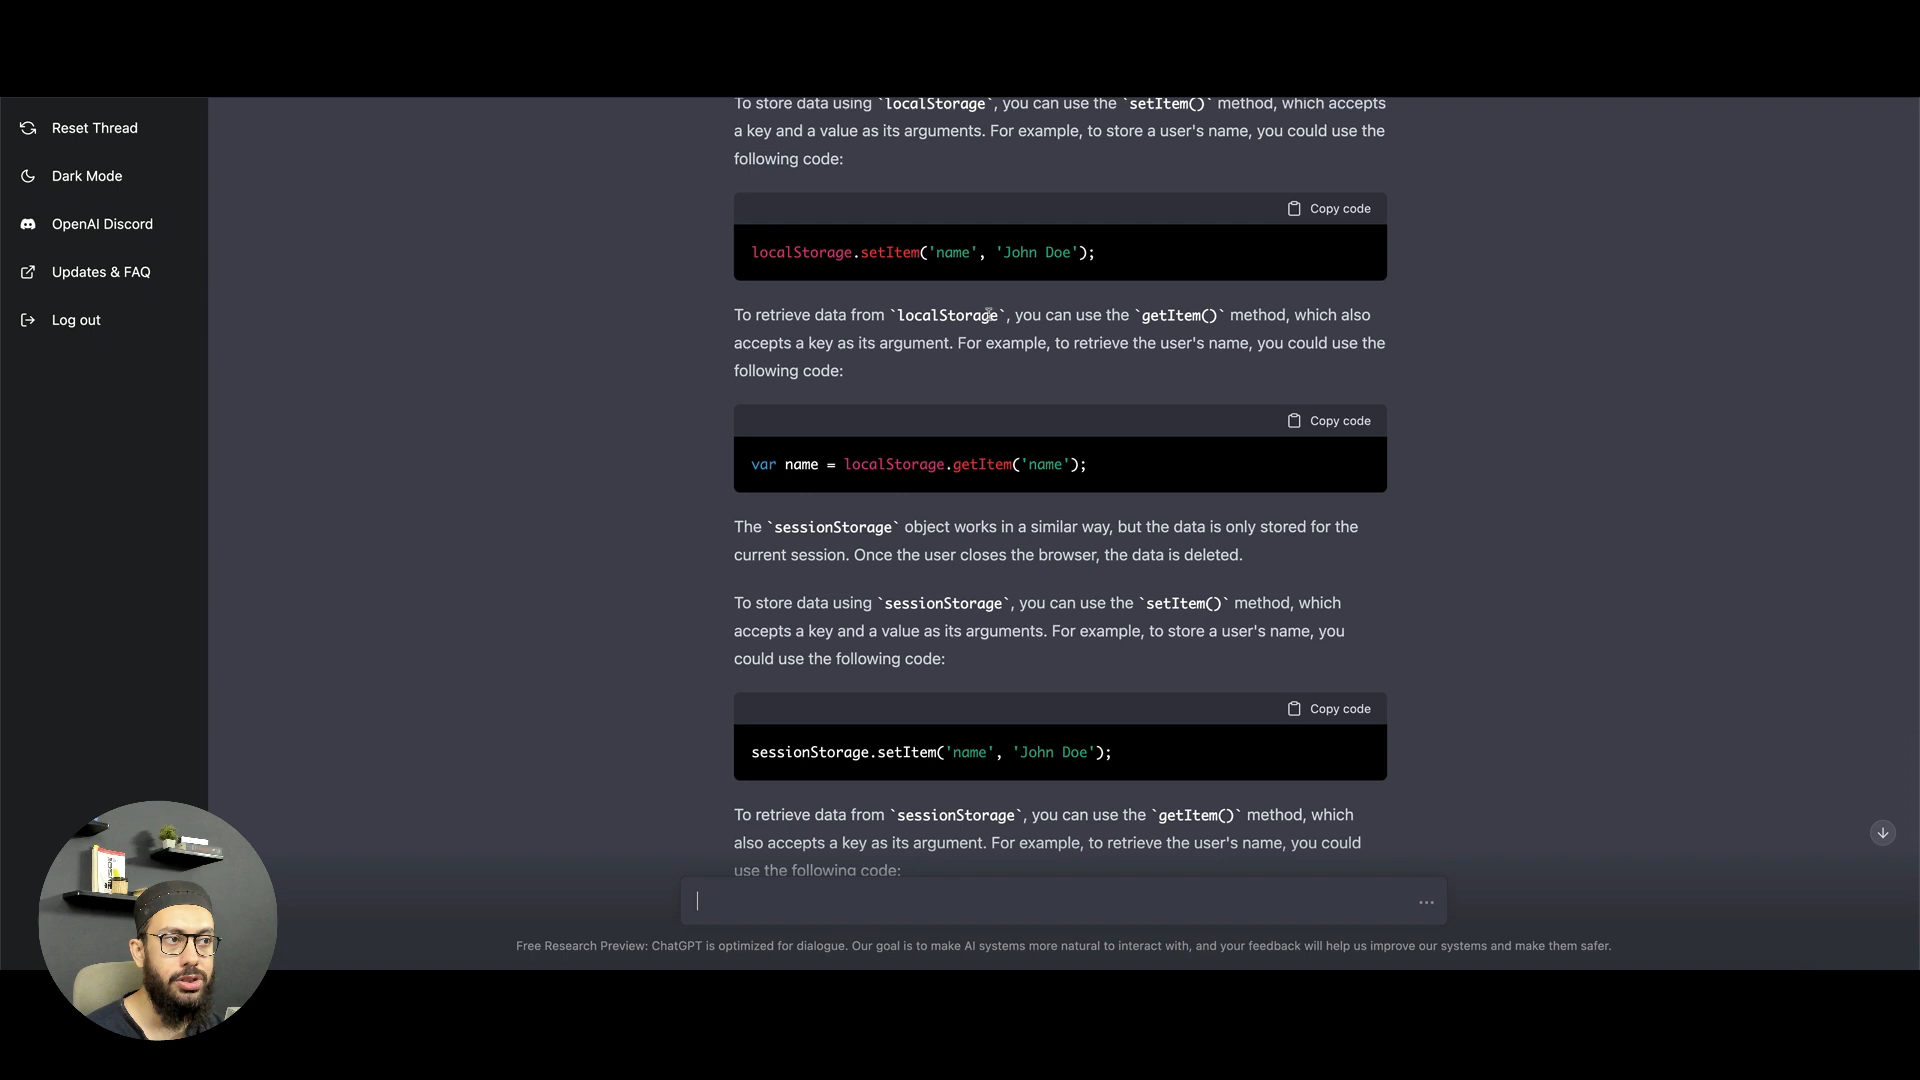 Reset Thread
Dark Mode
OpenAI Discord
Updates & FAQ
Log out
To store data using `localStorage`, you can use the `setItem()` method, which accepts
a key and a value as its arguments. For example, to store a user's name, you could use the
following code:
Copy code
localStorage.setItem('name', 'John Doe');
To retrieve data from `localStorage`, you can use the `getItem()` method, which also
accepts a key as its argument. For example, to retrieve the user's name, you could use the
following code:
Copy code
var name = localStorage.getItem('name');
The `sessionStorage` object works in a similar way, but the data is only stored for the
current session. Once the user closes the browser, the data is deleted.
To store data using `sessionStorage`, you can use the `setItem()` method, which
accepts a key and a value as its arguments. For example, to store a user's name, you
could use the following code:
Copy code
sessionStorage.setItem('name', 'John Doe');
To retrieve data from `sessionStorage`, you can use the `getItem()` method, which
also accepts a key as its argument. For example, to retrieve the user's name, you could
use the following code:
Free Research Preview: ChatGPT is optimized for dialogue. Our goal is to make AI systems more natural to interact with, and your feedback will help us improve our systems and make them safer.